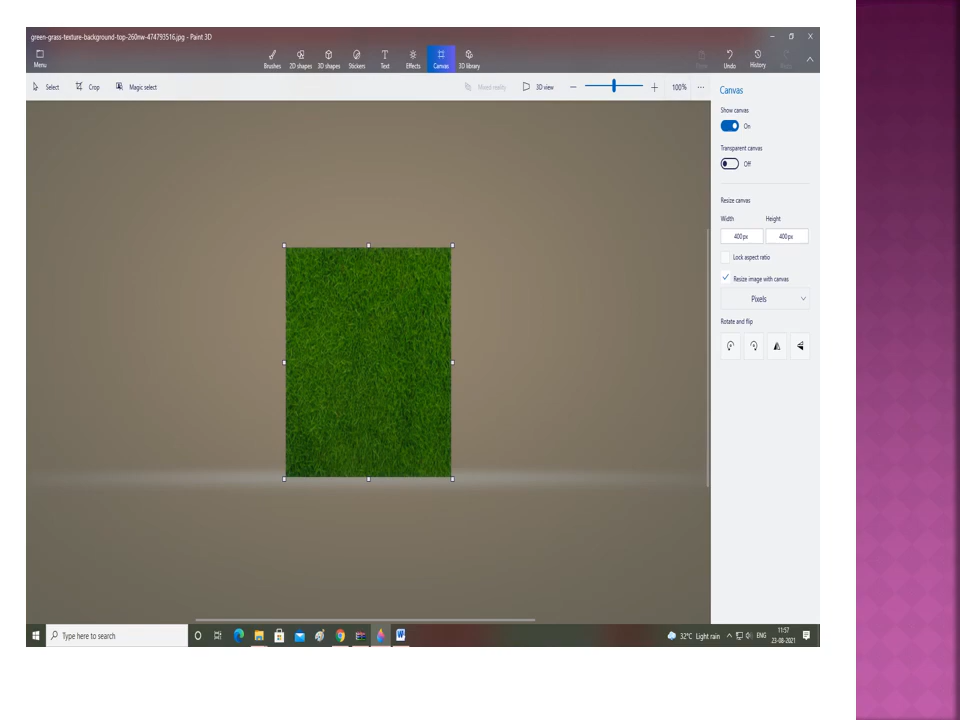 green-grass-texture-background-top-260nw-474793516.jpg - Paint 3D
Menu
Brushes 2D shapes 3D shapes Stickers Text Effects Canvas 3D library
Undo History
Select Crop Magic select Mixed reality 3D view 100%
Canvas
Show canvas
On
Transparent canvas
Off
Resize canvas
Width Height
400 px 400 px
Lock aspect ratio
Resize image with canvas
Pixels
Rotate and flip
Type here to search
32°C Light rain ENG
11:57
23-08-2021